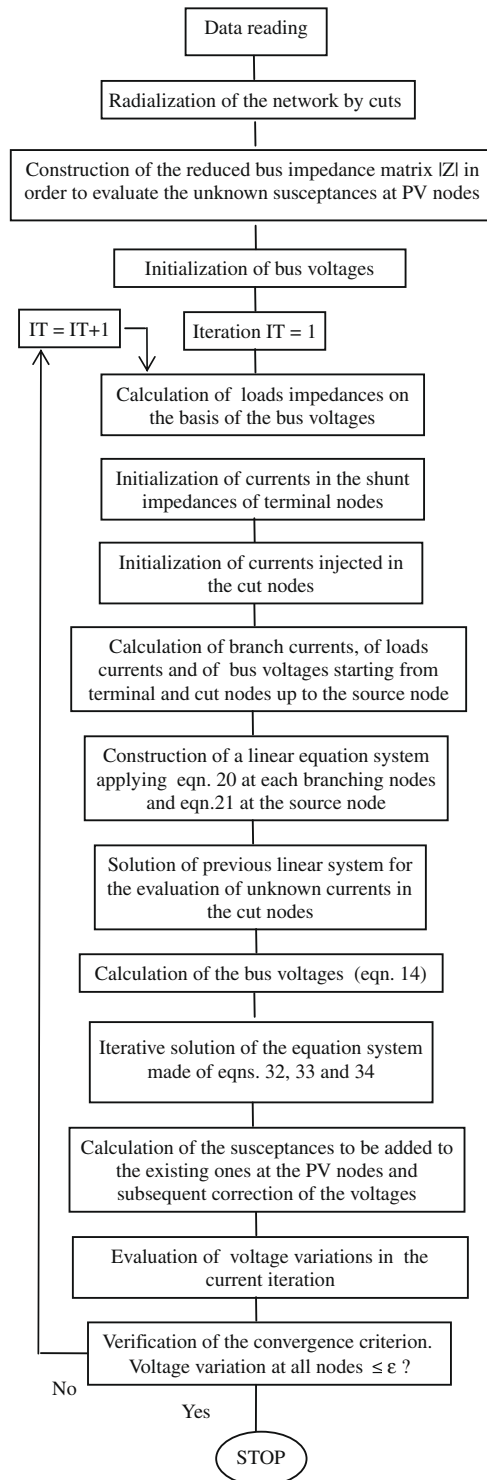 Data reading
Radialization of the network by cuts
Construction of the reduced bus impedance matrix |Z| in
order to evaluate the unknown susceptances at PV nodes
Initialization of bus voltages
IT = IT+1
Iteration IT = 1
Calculation of loads impedances on
the basis of the bus voltages
Initialization of currents in the shunt
impedances of terminal nodes
Initialization of currents injected in
the cut nodes
Calculation of branch currents, of loads
currents and of bus voltages starting from
terminal and cut nodes up to the source node
Construction of a linear equation system
applying eqn. 20 at each branching nodes
and eqn.21 at the source node
Solution of previous linear system for
the evaluation of unknown currents in
the cut nodes
Calculation of the bus voltages (eqn. 14)
Iterative solution of the equation system
made of eqns. 32, 33 and 34
Calculation of the susceptances to be added to
the existing ones at the PV nodes and
subsequent correction of the voltages
Evaluation of voltage variations in the
current iteration
Verification of the convergence criterion.
Voltage variation at all nodes ≤ ε ?
No
Yes
STOP